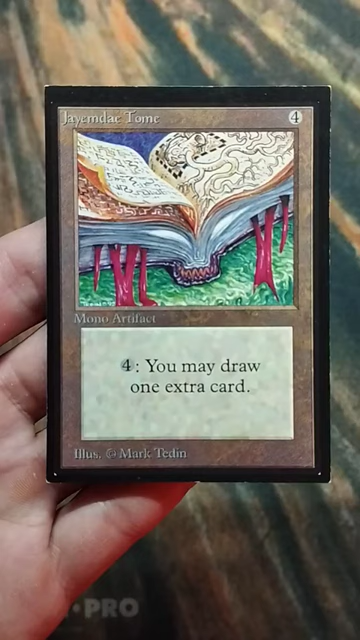 Jayemdae Tome 4
Mono Artifact
4: You may draw
one extra card.
Illus. © Mark Tedin
PRO